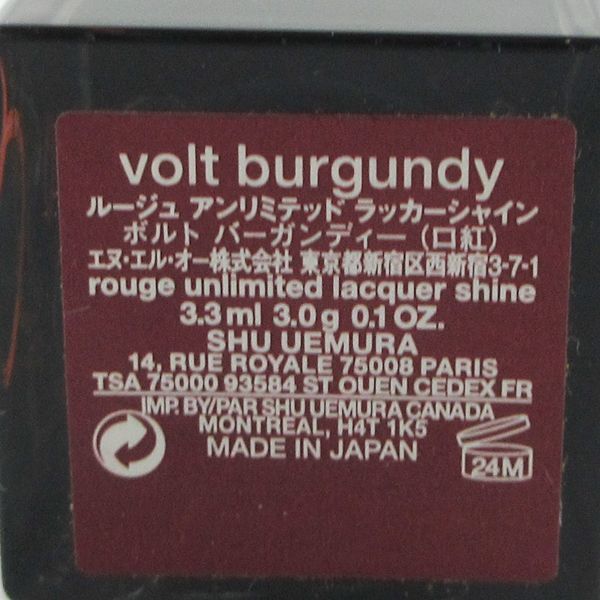 volt burgundy
ルージュ アンリミテッド ラッカーシャイン
ボルト バーガンディー (口紅)
エヌ・エル・オー株式会社 東京都新宿区西新宿3-7-1
rouge unlimited lacquer shine
3.3 ml 3.0 g 0.1 OZ.
SHU UEMURA
14, RUE ROYALE 75008 PARIS
TSA 75000 93584 ST OUEN CEDEX FR
IMP. BY/PAR SHU UEMURA CANADA
MONTREAL, H4T 1K5
MADE IN JAPAN
24M